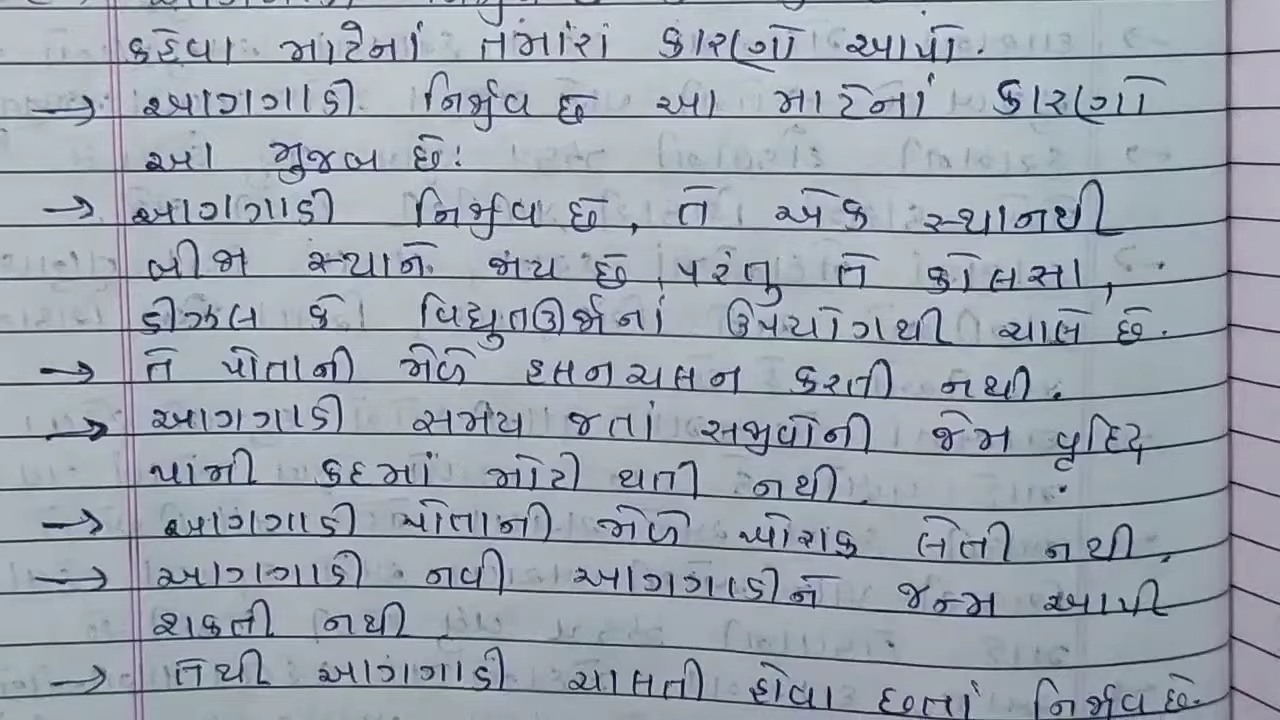 કહેવા માટેનાં તમારાં કારણો આપો.
→ આગગાડી નિર્જીવ છે આ માટેનાં કારણો
આ મુજબ છે:
→ આગગાડી નિર્જીવ છે, તે એક સ્થાનથી
બીજા સ્થાને જાય છે પરંતુ તે કોલસા,
ડીઝલ કે વિદ્યુતઊર્જાનાં ઉપયોગથી ચાલે છે.
→ તે પોતાની મેળે હલનચલન કરતી નથી.
→ આગગાડી સમય જતાં સજીવોની જેમ વૃદ્ધિ
પામી કદમાં મોટી થતી નથી.
→ આગગાડી પોતાની મેળે ખોરાક લેતી નથી.
→ આગગાડી નવી આગગાડીને જન્મ આપી
શકતી નથી
→ તેથી આગગાડી ચાલતી હોવા છતાં નિર્જીવ છે.